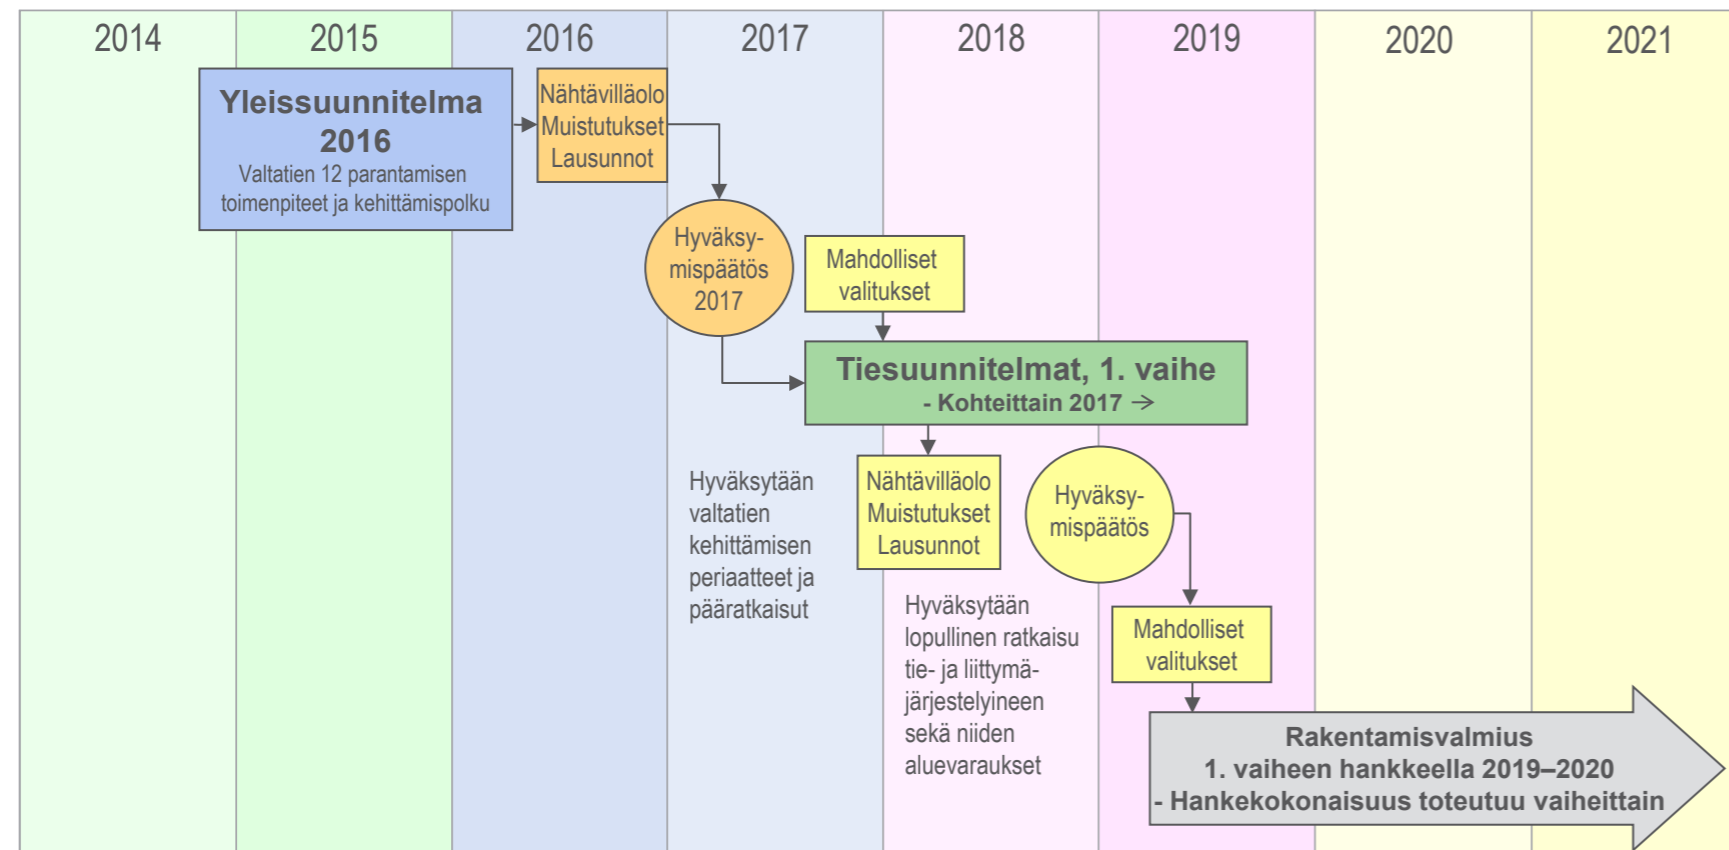 2014 2015 2016 2017 2018 2019 2020 2021
Yleissuunnitelma
2016
Valtatien 12 parantamisen
toimenpiteet ja kehittämispolku
Nähtävilläolo
Muistutukset
Lausunnot
Hyväksy-
mispäätös
2017
Mahdolliset
valitukset
Tiesuunnitelmat, 1. vaihe
- Kohteittain 2017 →
Hyväksytään
valtatien
kehittämisen
periaatteet ja
pääratkaisut
Nähtävilläolo
Muistutukset
Lausunnot
Hyväksy-
mispäätös
Hyväksytään
lopullinen ratkaisu
tie- ja liittymä-
järjestelyineen
sekä niiden
aluevaraukset
Mahdolliset
valitukset
Rakentamisvalmius
1. vaiheen hankkeella 2019–2020
- Hankekokonaisuus toteutuu vaiheittain